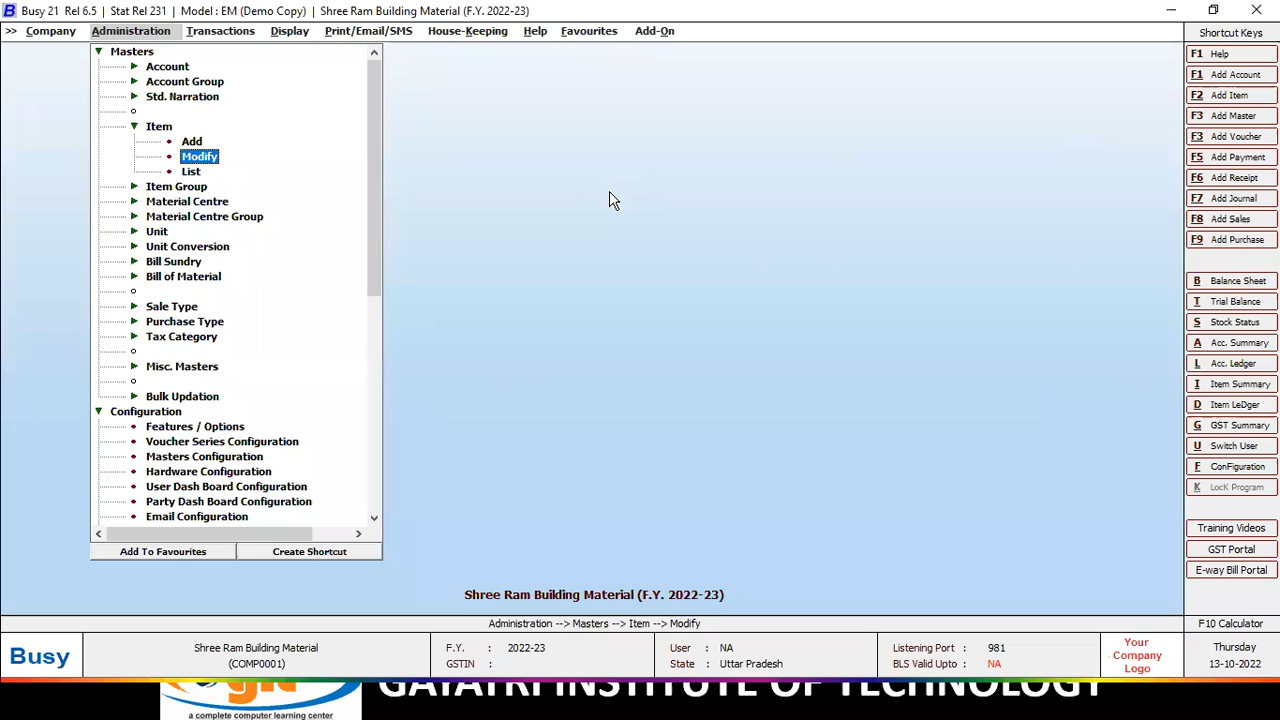 Busy 21 Rel 6.5 | Stat Rel 231 | Model : EM (Demo Copy) | Shree Ram Building Material (F.Y. 2022-23)
>> Company Administration Transactions Display Print/Email/SMS House-Keeping Help Favourites Add-On
Masters
Account
Account Group
Std. Narration
Item
Add
Modify
List
Item Group
Material Centre
Material Centre Group
Unit
Unit Conversion
Bill Sundry
Bill of Material
Sale Type
Purchase Type
Tax Category
Misc. Masters
Bulk Updation
Configuration
Features / Options
Voucher Series Configuration
Masters Configuration
Hardware Configuration
User Dash Board Configuration
Party Dash Board Configuration
Email Configuration
Add To Favourites Create Shortcut
Shortcut Keys
F1 Help
F1 Add Account
F2 Add Item
F3 Add Master
F3 Add Voucher
F5 Add Payment
F6 Add Receipt
F7 Add Journal
F8 Add Sales
F9 Add Purchase
B Balance Sheet
T Trial Balance
S Stock Status
A Acc. Summary
L Acc. Ledger
I Item Summary
D Item LeDger
G GST Summary
U Switch User
F ConFiguration
K LocK Program
Training Videos
GST Portal
E-way Bill Portal
Shree Ram Building Material (F.Y. 2022-23)
Administration --> Masters --> Item --> Modify
F10 Calculator
Busy
Shree Ram Building Material
(COMP0001)
F.Y. : 2022-23
GSTIN :
User : NA
State : Uttar Pradesh
Listening Port : 981
BLS Valid Upto : NA
Your
Company
Logo
Thursday
13-10-2022
GAYATRI INSTITUTE OF TECHNOLOGY
a complete computer learning center